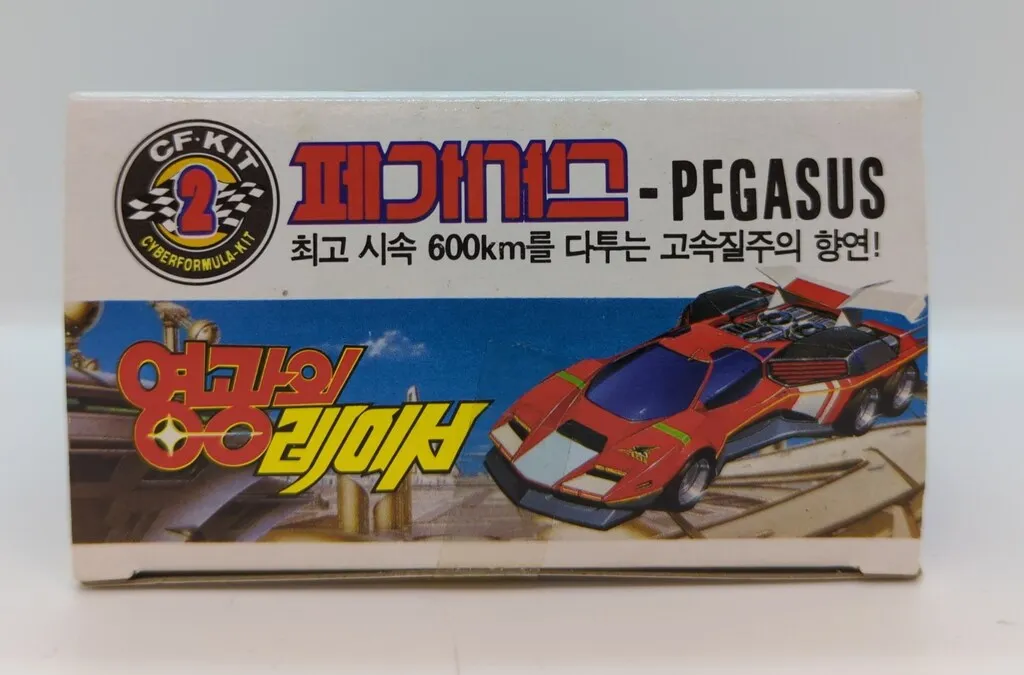 CF·KIT
2
CYBERFORMULA-KIT
페가서스 - PEGASUS
최고 시속 600km를 다투는 고속질주의 향연!
영광의
레이서